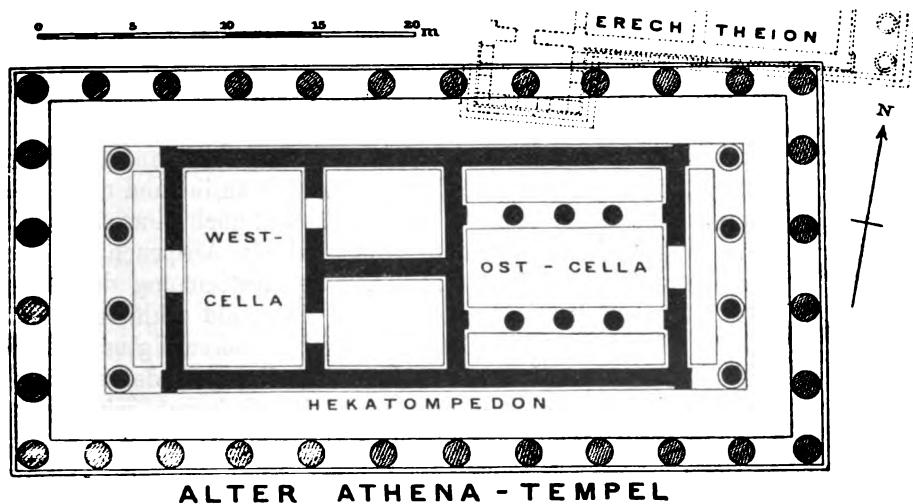 0 5 10 15 20 m
ERECH THEION
N
WEST-
CELLA
OST - CELLA
HEKATOMPEDON
ALTER ATHENA - TEMPEL